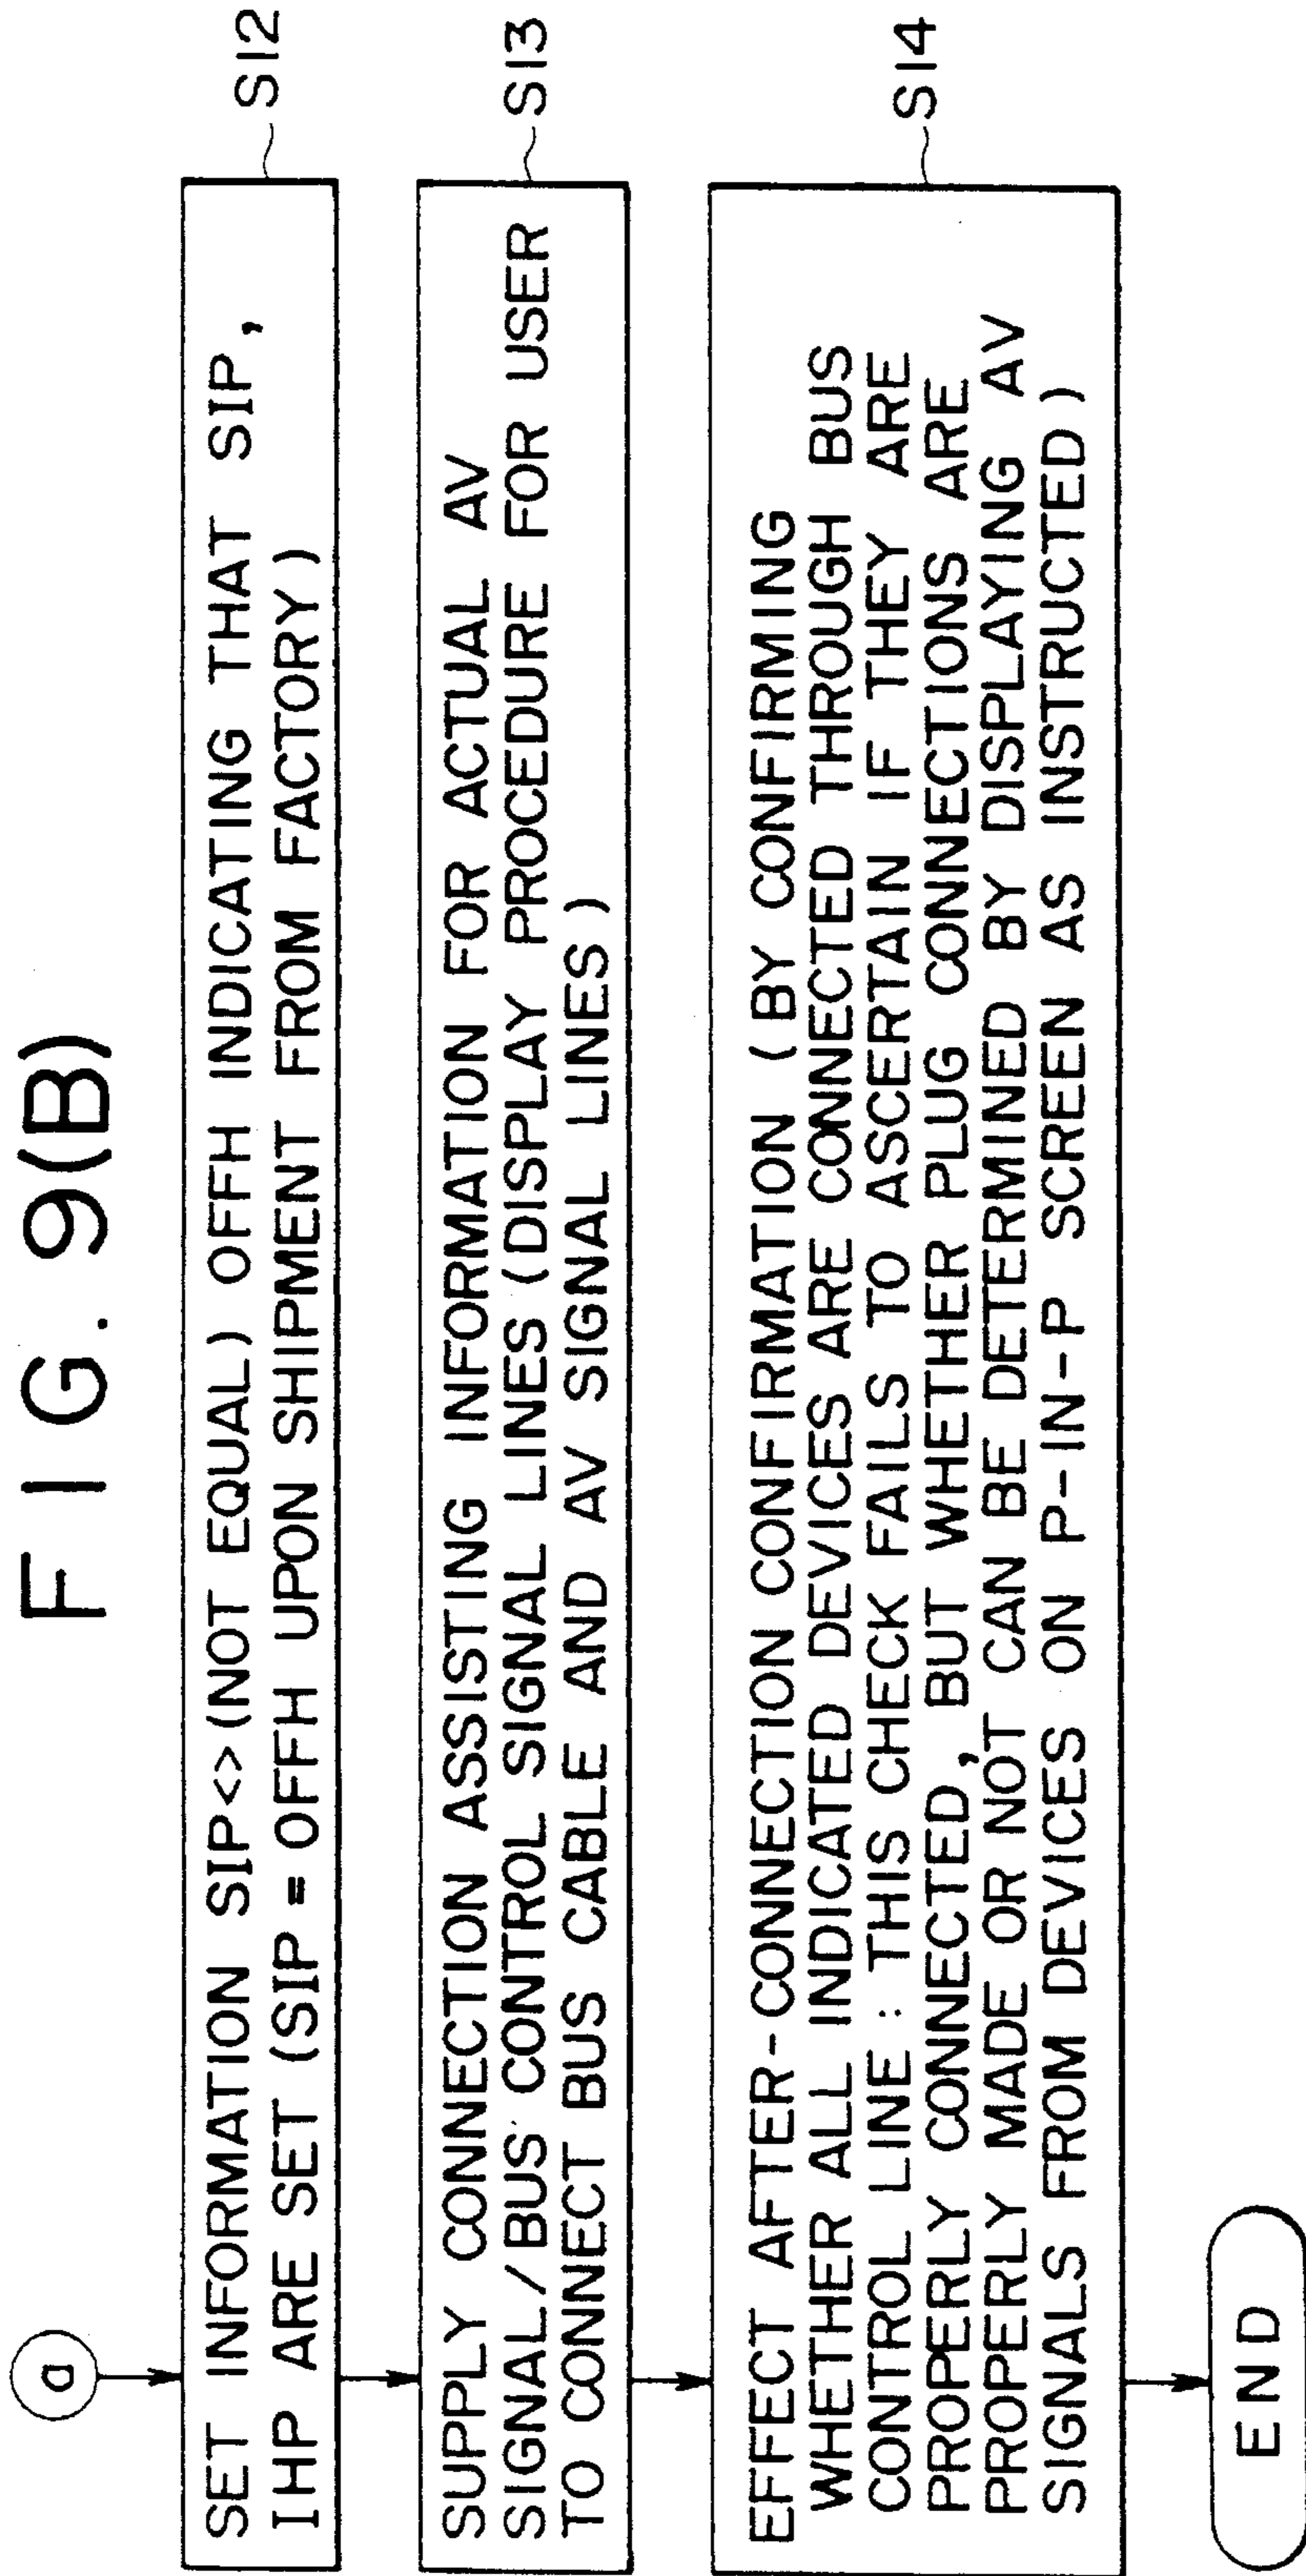 FIG. 9(B)
a
SET INFORMATION SIP<> (NOT EQUAL) OFFH INDICATING THAT SIP,
IHP ARE SET (SIP = OFFH UPON SHIPMENT FROM FACTORY)
S12
SUPPLY CONNECTION ASSISTING INFORMATION FOR ACTUAL AV
SIGNAL/BUS CONTROL SIGNAL LINES (DISPLAY PROCEDURE FOR USER
TO CONNECT BUS CABLE AND AV SIGNAL LINES)
S13
EFFECT AFTER-CONNECTION CONFIRMATION (BY CONFIRMING
WHETHER ALL INDICATED DEVICES ARE CONNECTED THROUGH BUS
CONTROL LINE : THIS CHECK FAILS TO ASCERTAIN IF THEY ARE
PROPERLY CONNECTED, BUT WHETHER PLUG CONNECTIONS ARE
PROPERLY MADE OR NOT CAN BE DETERMINED BY DISPLAYING AV
SIGNALS FROM DEVICES ON P-IN-P SCREEN AS INSTRUCTED)
S14
END